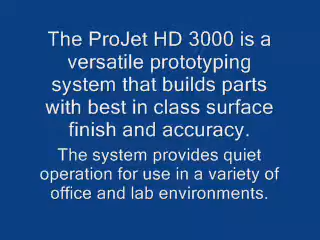 The ProJet HD 3000 is a
versatile prototyping
system that builds parts
with best in class surface
finish and accuracy.
The system provides quiet
operation for use in a variety of
office and lab environments.